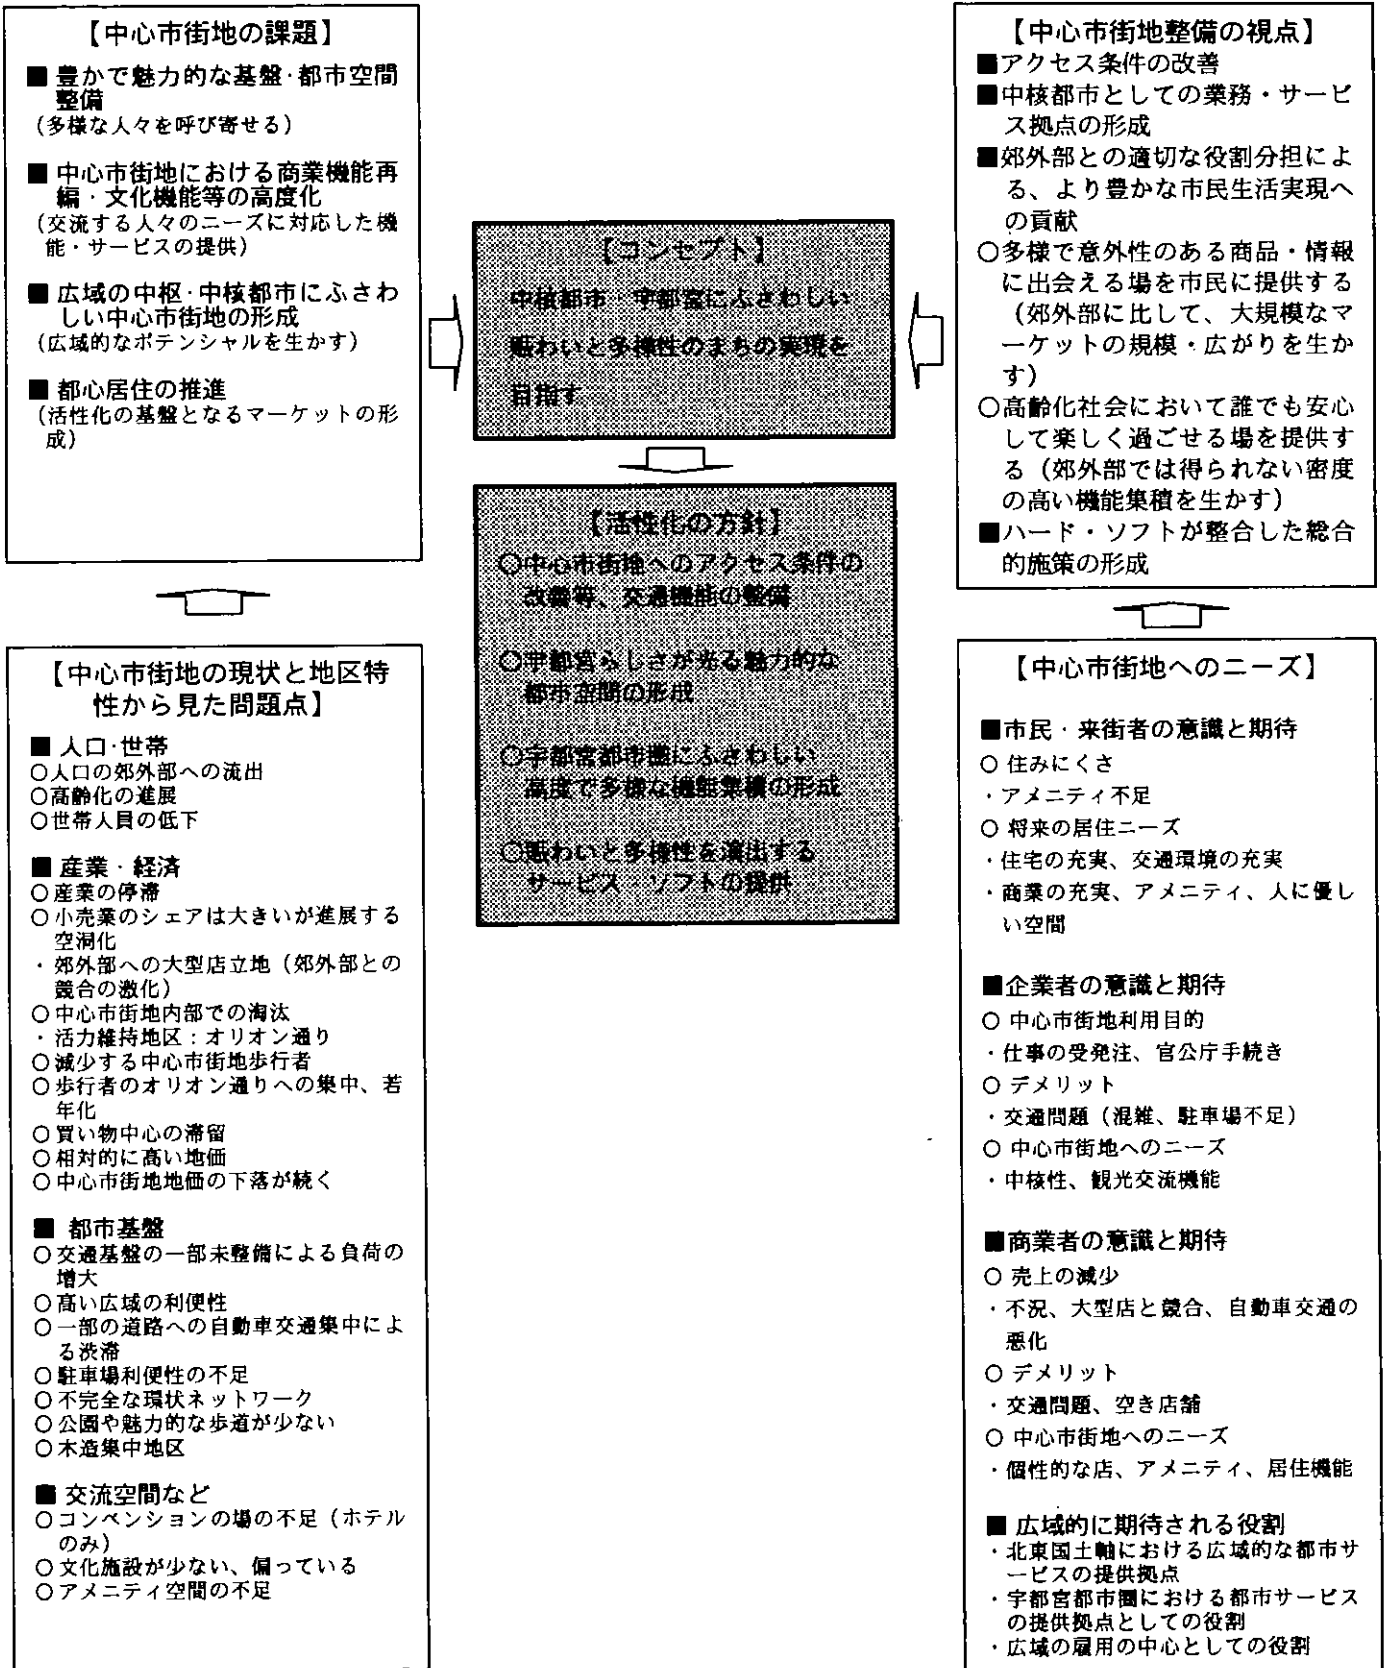 【中心市街地の課題】
■ 豊かで魅力的な基盤・都市空間
整備
（多様な人々を呼び寄せる）
■ 中心市街地における商業機能再
編・文化機能等の高度化
（交流する人々のニーズに対応した機
能・サービスの提供）
■ 広域の中枢・中核都市にふさわ
しい中心市街地の形成
（広域的なポテンシャルを生かす）
■ 都心居住の推進
（活性化の基盤となるマーケットの形
成）
【中心市街地の現状と地区特
性から見た問題点】
■ 人口・世帯
○人口の郊外部への流出
○高齢化の進展
○世帯人員の低下
■ 産業・経済
○産業の停滞
○小売業のシェアは大きいが進展する
空洞化
・郊外部への大型店立地（郊外部との
競合の激化）
○中心市街地内部での淘汰
・活力維持地区：オリオン通り
○減少する中心市街地歩行者
○歩行者のオリオン通りへの集中、若
年化
○買い物中心の滞留
○相対的に高い地価
○中心市街地地価の下落が続く
■ 都市基盤
○交通基盤の一部未整備による負荷の
増大
○高い広域の利便性
○一部の道路への自動車交通集中によ
る渋滞
○駐車場利便性の不足
○不完全な環状ネットワーク
○公園や魅力的な歩道が少ない
○木造集中地区
■ 交流空間など
○コンベンションの場の不足（ホテル
のみ）
○文化施設が少ない、偏っている
○アメニティ空間の不足
【コンセプト】
中核都市・宇都宮にふさわしい
賑わいと多様性のまちの実現を
目指す
【活性化の方針】
○中心市街地へのアクセス条件の
改善等、交通機能の整備
○宇都宮らしさが光る魅力的な
都市空間の形成
○宇都宮都市圏にふさわしい
高度で多様な機能集積の形成
○賑わいと多様性を演出する
サービス・ソフトの提供
【中心市街地整備の視点】
■アクセス条件の改善
■中核都市としての業務・サービ
ス拠点の形成
■郊外部との適切な役割分担によ
る、より豊かな市民生活実現へ
の貢献
○多様で意外性のある商品・情報
に出会える場を市民に提供する
（郊外部に比して、大規模なマ
ーケットの規模・広がりを生か
す）
○高齢化社会において誰でも安心
して楽しく過ごせる場を提供す
る（郊外部では得られない密度
の高い機能集積を生かす）
■ハード・ソフトが整合した総合
的施策の形成
【中心市街地へのニーズ】
■市民・来街者の意識と期待
○ 住みにくさ
・アメニティ不足
○ 将来の居住ニーズ
・住宅の充実、交通環境の充実
・商業の充実、アメニティ、人に優し
い空間
■企業者の意識と期待
○ 中心市街地利用目的
・仕事の受発注、官公庁手続き
○ デメリット
・交通問題（混雑、駐車場不足）
○ 中心市街地へのニーズ
・中核性、観光交流機能
■商業者の意識と期待
○ 売上の減少
・不況、大型店と競合、自動車交通の
悪化
○ デメリット
・交通問題、空き店舗
○ 中心市街地へのニーズ
・個性的な店、アメニティ、居住機能
■ 広域的に期待される役割
・北東国土軸における広域的な都市サ
ービスの提供拠点
・宇都宮都市圏における都市サービス
の提供拠点としての役割
・広域の雇用の中心としての役割